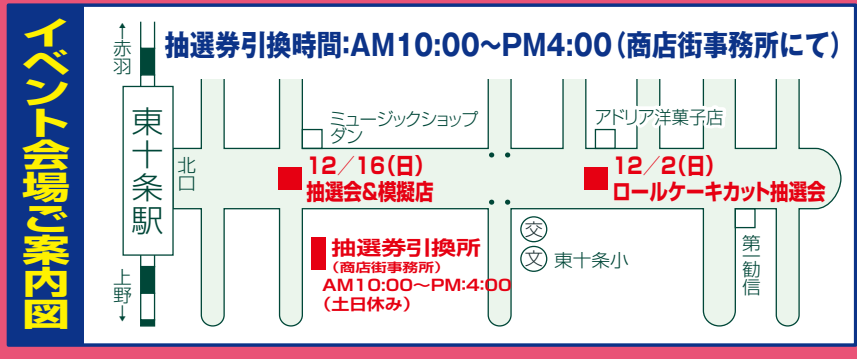 イベント会場ご案内図
←赤羽
抽選券引換時間:AM10:00〜PM4:00(商店街事務所にて)
東十条駅
北口
ミュージックショップ
ダン
アドリア洋菓子店
12/16(日)
抽選会&模擬店
12/2(日)
ロールケーキカット抽選会
抽選券引換所
(商店街事務所)
AM10:00〜PM:4:00
(土日休み)
交
文 東十条小
第一勧信
上野→